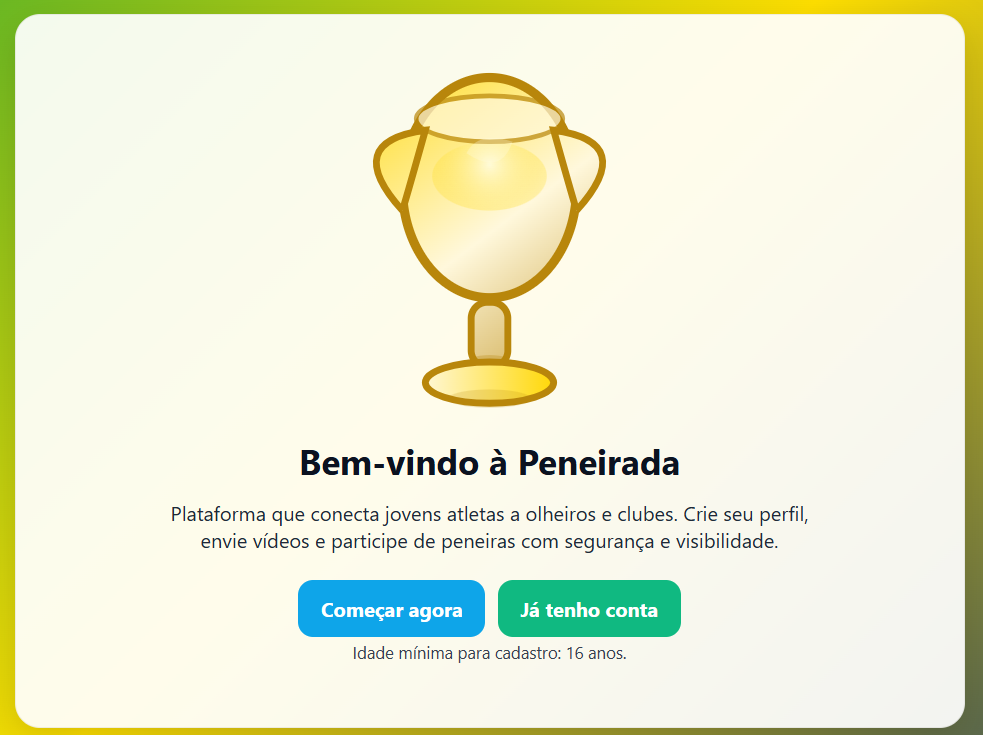 Bem-vindo à Peneirada
Plataforma que conecta jovens atletas a olheiros e clubes. Crie seu perfil,
envie vídeos e participe de peneiras com segurança e visibilidade.
Começar agora
Já tenho conta
Idade mínima para cadastro: 16 anos.